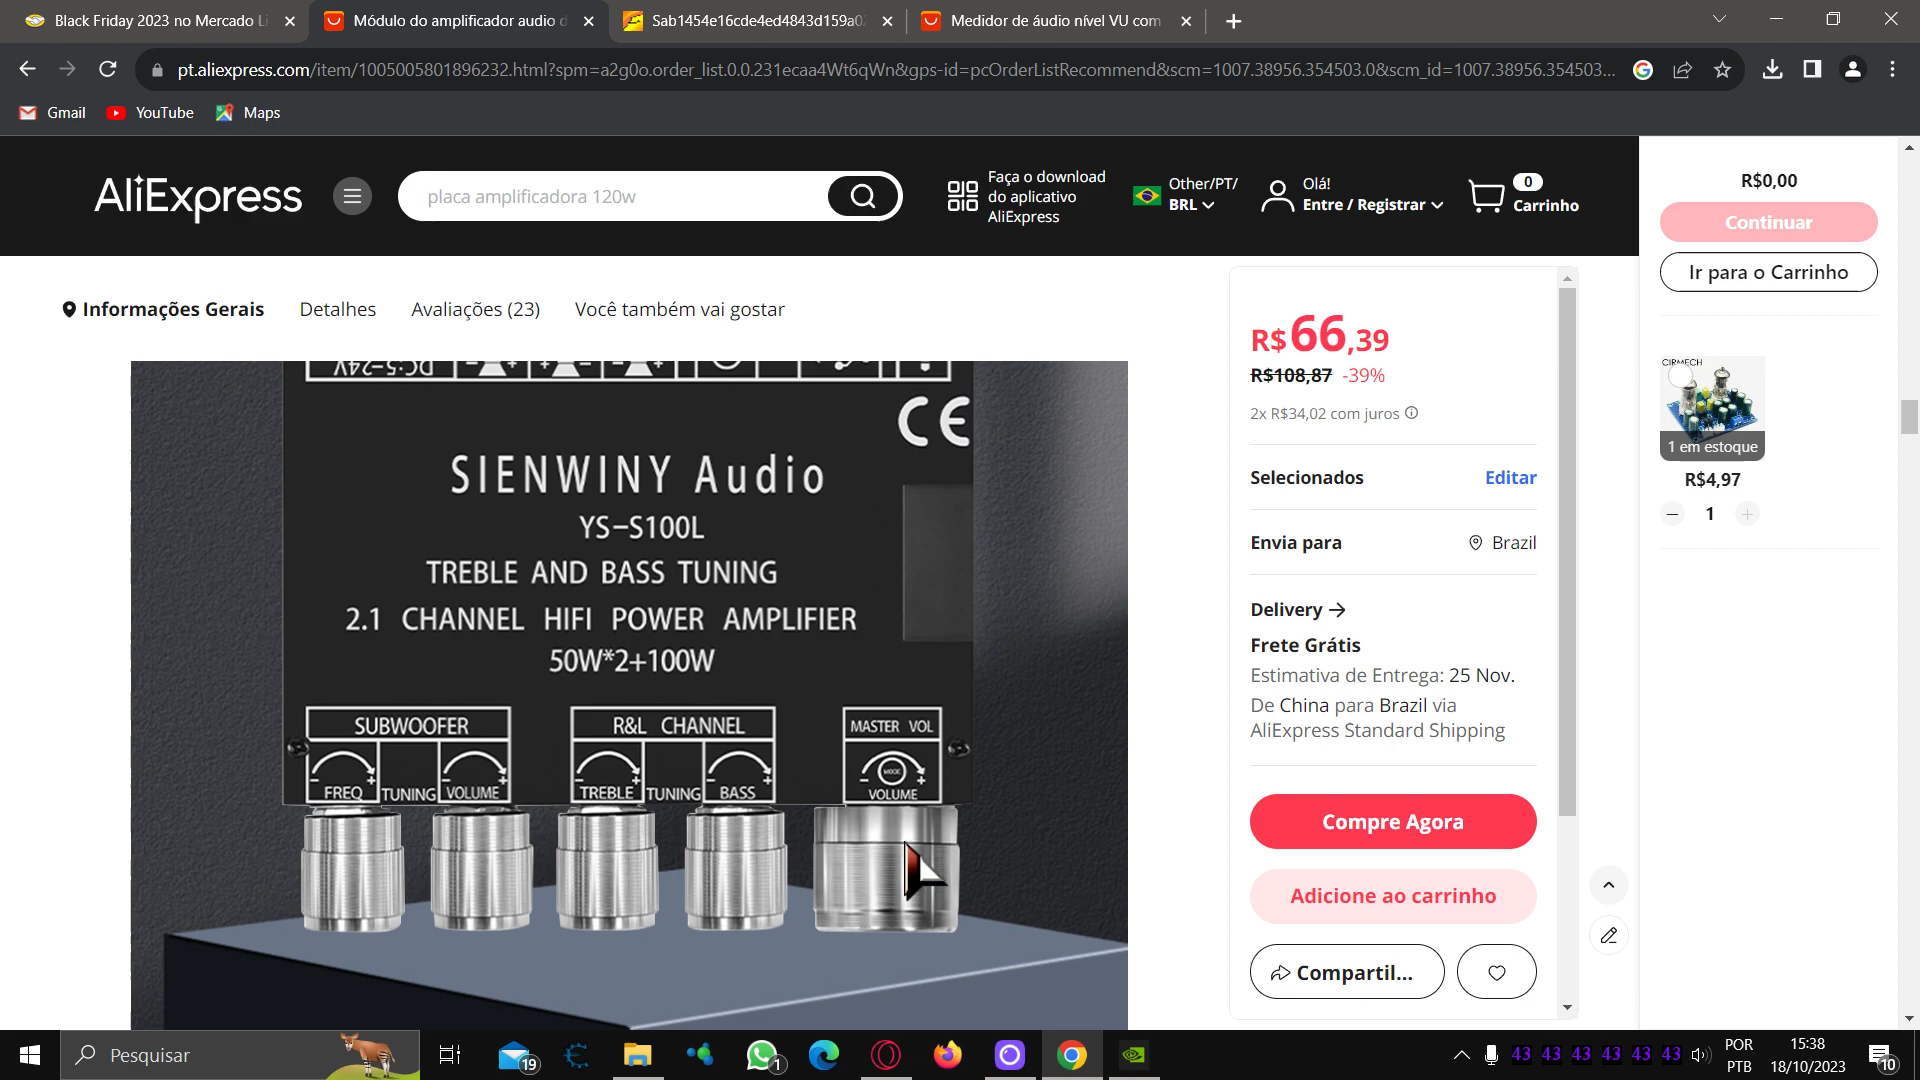 Black Friday 2023 no Mercado Li
Módulo do amplificador audio d
Sab1454e16cde4ed4843d159a0
Medidor de áudio nível VU com
pt.aliexpress.com/item/1005005801896232.html?spm=a2g0o.order_list.0.0.231ecaa4Wt6qWn&gps-id=pcOrderListRecommend&scm=1007.38956.354503.0&scm_id=1007.38956.354503...
Gmail
YouTube
Maps
AliExpress
placa amplificadora 120w
Faça o download
do aplicativo
AliExpress
Other/PT/
BRL
Olá!
Entre / Registrar
0
Carrinho
R$0,00
Continuar
Ir para o Carrinho
CIRMECH
1 em estoque
R$4,97
1
Informações Gerais
Detalhes
Avaliações (23)
Você também vai gostar
DC:5-24V
CE
SIENWINY Audio
YS-S100L
TREBLE AND BASS TUNING
2.1 CHANNEL HIFI POWER AMPLIFIER
50W*2+100W
SUBWOOFER
R&L CHANNEL
MASTER VOL
FREQ TUNING VOLUME
TREBLE TUNING BASS
VOLUME
R$66,39
R$108,87 -39%
2x R$34,02 com juros
Selecionados
Editar
Envia para
Brazil
Delivery
Frete Grátis
Estimativa de Entrega: 25 Nov.
De China para Brazil via
AliExpress Standard Shipping
Compre Agora
Adicione ao carrinho
Compartil...
Pesquisar
19
1
43 43 43 43 43 43
POR
PTB
15:38
18/10/2023
10